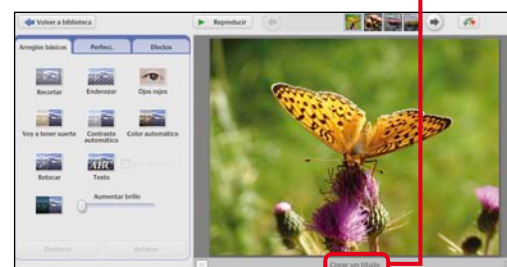 Volver a biblioteca
Reproducir
Arreglos básicos Perfecc. Efectos
Recortar Enderezar Ojos rojos
Voy a tener suerte Contraste automático Color automático
Retocar Texto
ABC
Aumentar brillo
Deshacer Rehacer
Crear un título